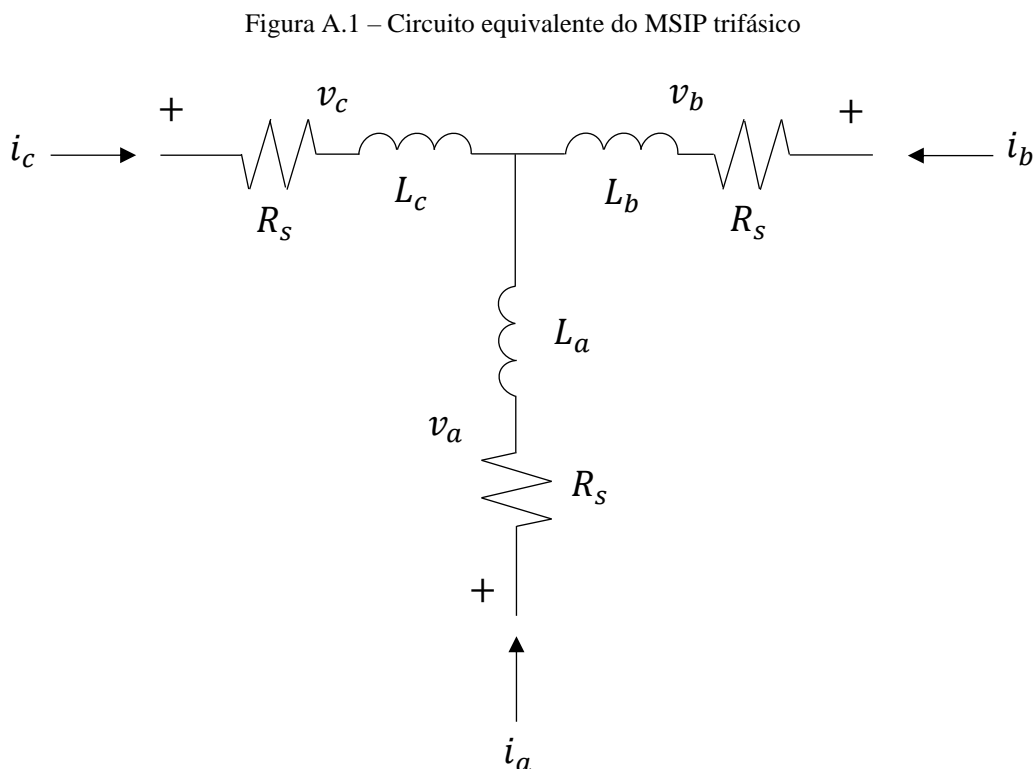 Figura A.1 – Circuito equivalente do MSIP trifásico
+ v_c v_b +
i_c i_b
L_c L_b
R_s R_s
L_a
v_a
R_s
+
i_a